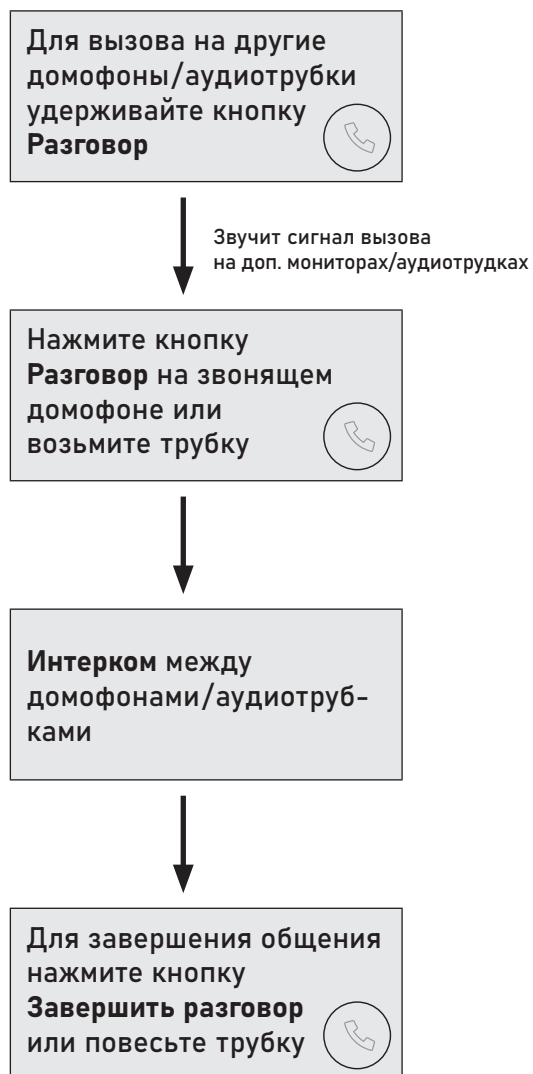 Для вызова на другие
домофоны/аудиотрубки
удерживайте кнопку
Разговор
Звучит сигнал вызова
на доп. мониторах/аудиотрудках
Нажмите кнопку
Разговор на звонящем
домофоне или
возьмите трубку
Интерком между
домофонами/аудиотруб-
ками
Для завершения общения
нажмите кнопку
Завершить разговор
или повесьте трубку